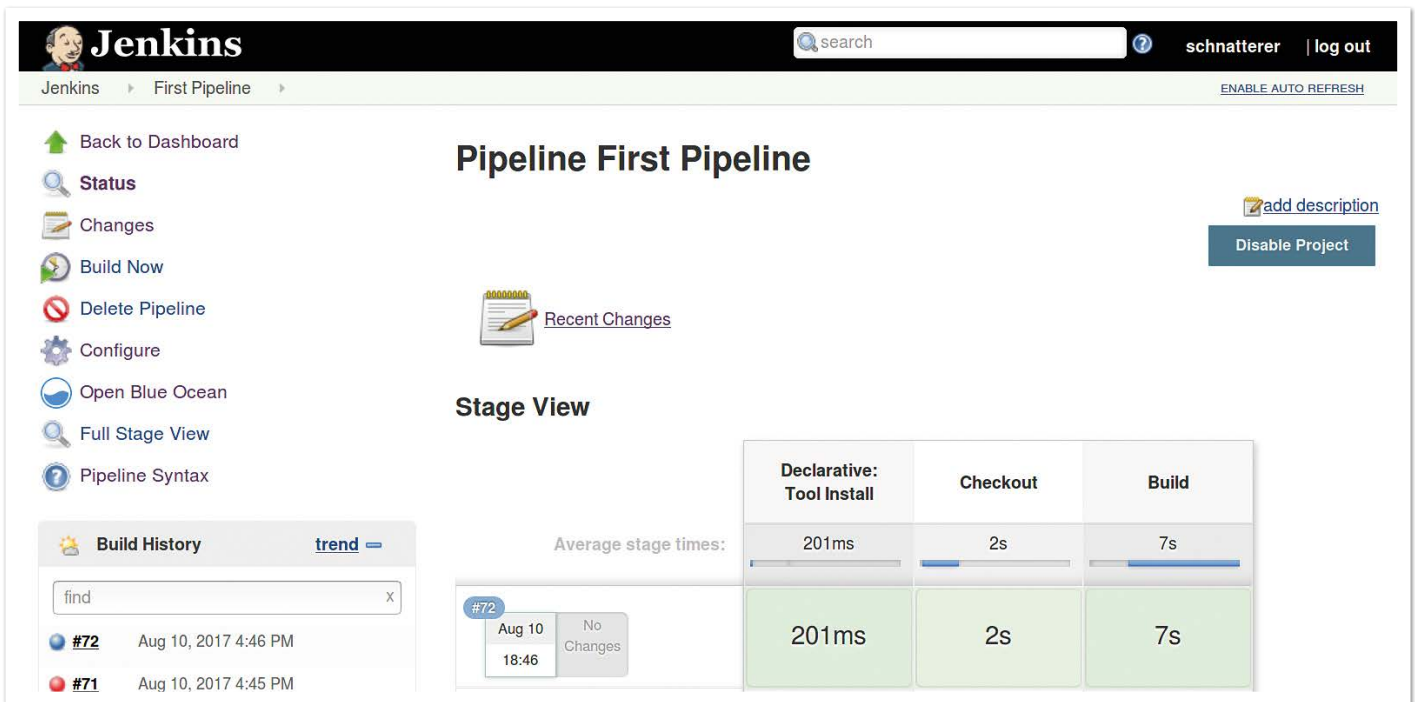 Jenkins
search
schnatterer | log out
Jenkins First Pipeline
ENABLE AUTO REFRESH
Back to Dashboard
Status
Changes
Build Now
Delete Pipeline
Configure
Open Blue Ocean
Full Stage View
Pipeline Syntax
Build History trend
find x
#72 Aug 10, 2017 4:46 PM
#71 Aug 10, 2017 4:45 PM
Pipeline First Pipeline
add description
Disable Project
Recent Changes
Stage View
Declarative:
Tool Install
Checkout
Build
Average stage times:
201ms 2s 7s
#72
Aug 10
18:46
No
Changes
201ms 2s 7s